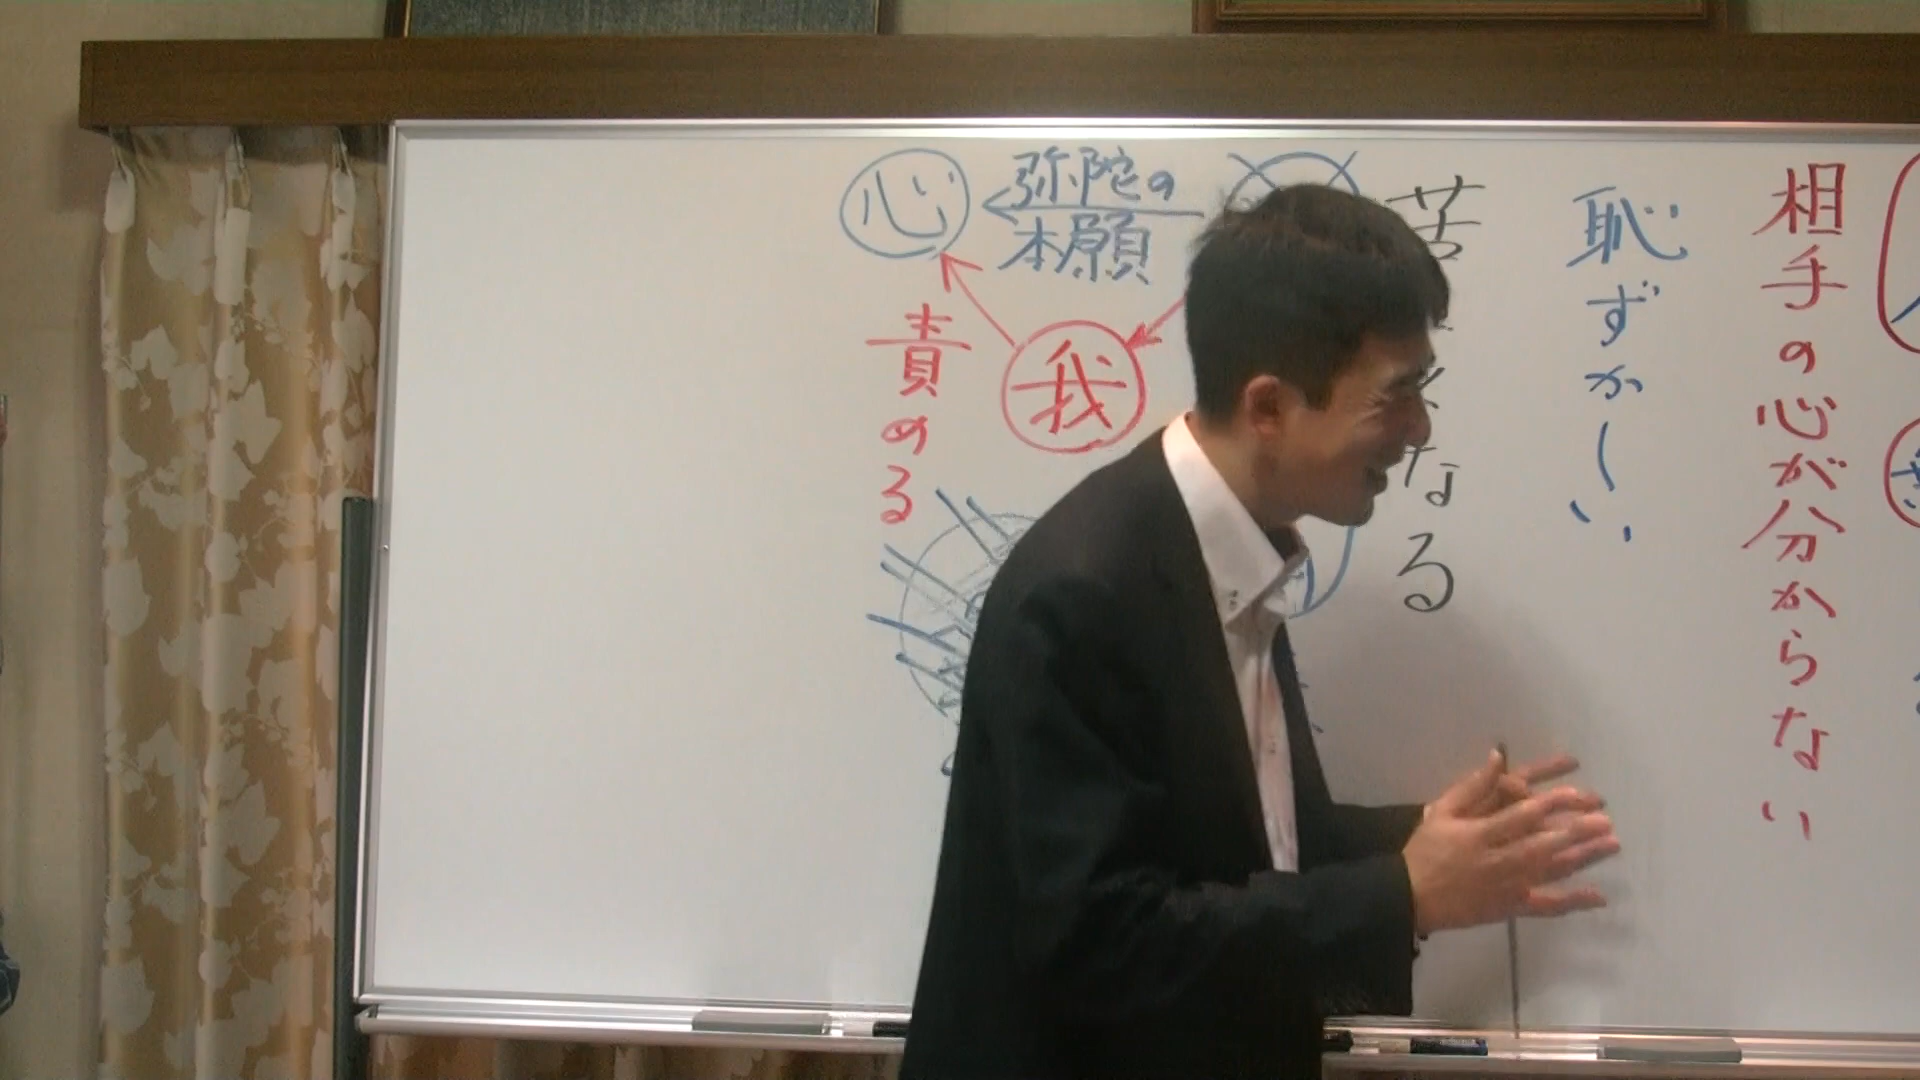 相手の心が分からない
恥ずかしい
苦
なる
弥陀の
本願
心
我
責める